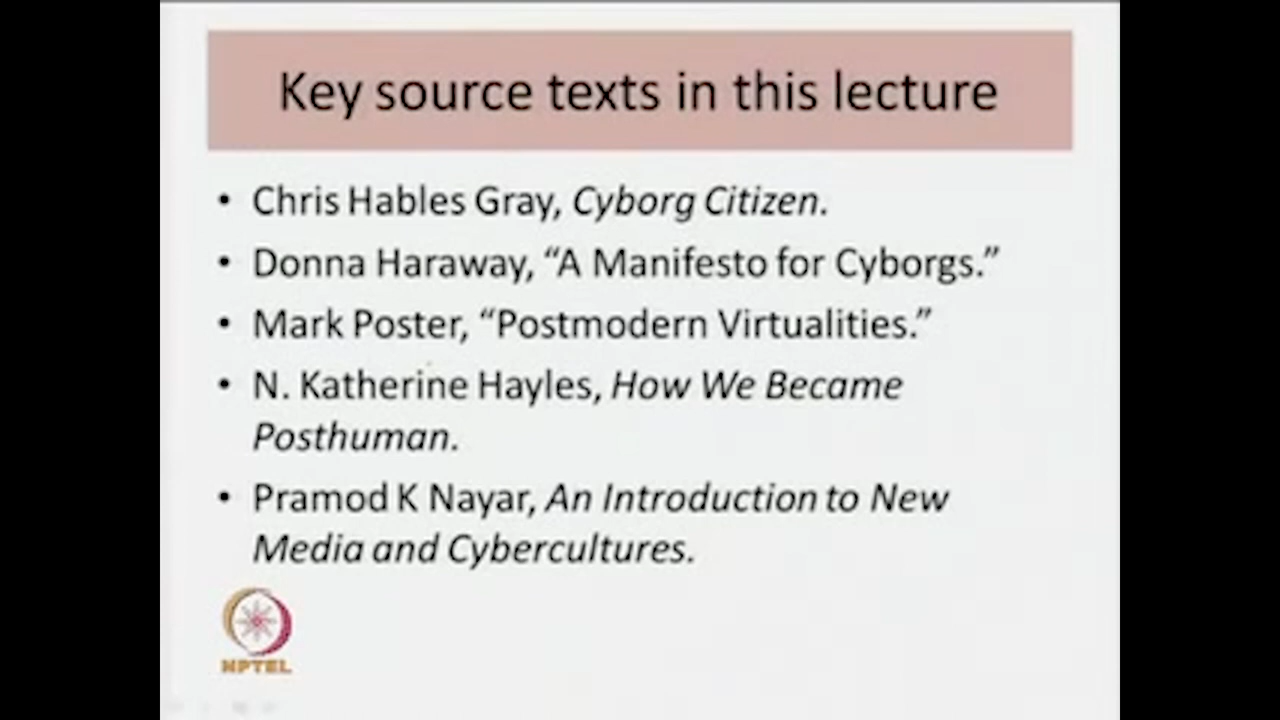 Key source texts in this lecture
• Chris Hables Gray, Cyborg Citizen.
• Donna Haraway, “A Manifesto for Cyborgs.”
• Mark Poster, “Postmodern Virtualities.”
• N. Katherine Hayles, How We Became
Posthuman.
• Pramod K Nayar, An Introduction to New
Media and Cybercultures.
NPTEL